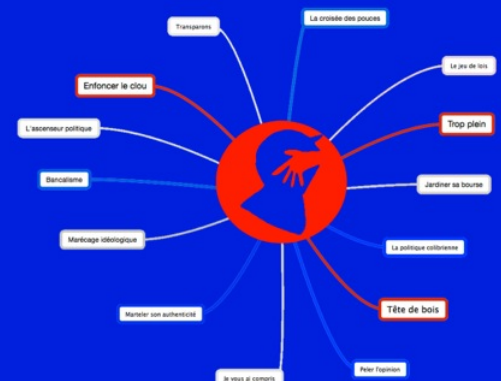 La croisée des pouces
Transparons
Le jeu de lois
Enfoncer le clou
Trop plein
L'ascenseur politique
Bancalisme
Jardiner sa bourse
Marécage idéologique
La politique colibrienne
Marteler son authenticité
Tête de bois
Peler l'opinion
Je vous ai compris